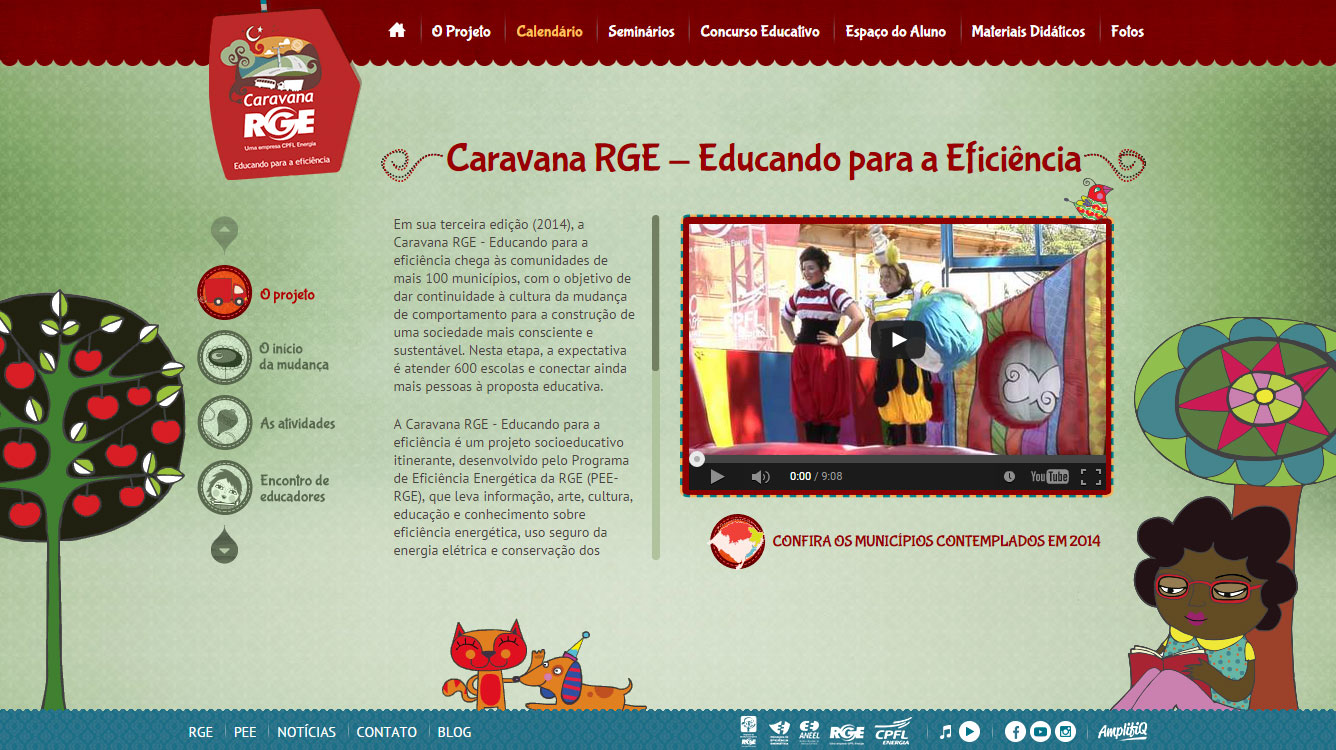 O Projeto
Calendário
Seminários
Concurso Educativo
Espaço do Aluno
Materiais Didáticos
Fotos
Caravana
RGE
Uma empresa CPFL Energia
Educando para a eficiência
Caravana RGE – Educando para a Eficiência
O projeto
O início
da mudança
As atividades
Encontro de
educadores
Em sua terceira edição (2014), a
Caravana RGE - Educando para a
eficiência chega às comunidades de
mais 100 municípios, com o objetivo de
dar continuidade à cultura da mudança
de comportamento para a construção de
uma sociedade mais consciente e
sustentável. Nesta etapa, a expectativa
é atender 600 escolas e conectar ainda
mais pessoas à proposta educativa.
A Caravana RGE - Educando para a
eficiência é um projeto socioeducativo
itinerante, desenvolvido pelo Programa
de Eficiência Energética da RGE (PEE-
RGE), que leva informação, arte, cultura,
educação e conhecimento sobre
eficiência energética, uso seguro da
energia elétrica e conservação dos
0:00 / 9:08
YouTube
CONFIRA OS MUNICÍPIOS CONTEMPLADOS EM 2014
RGE
PEE
NOTÍCIAS
CONTATO
BLOG
RGE
ANEEL
RGE
CPFL
ENERGIA
AmplifiQ